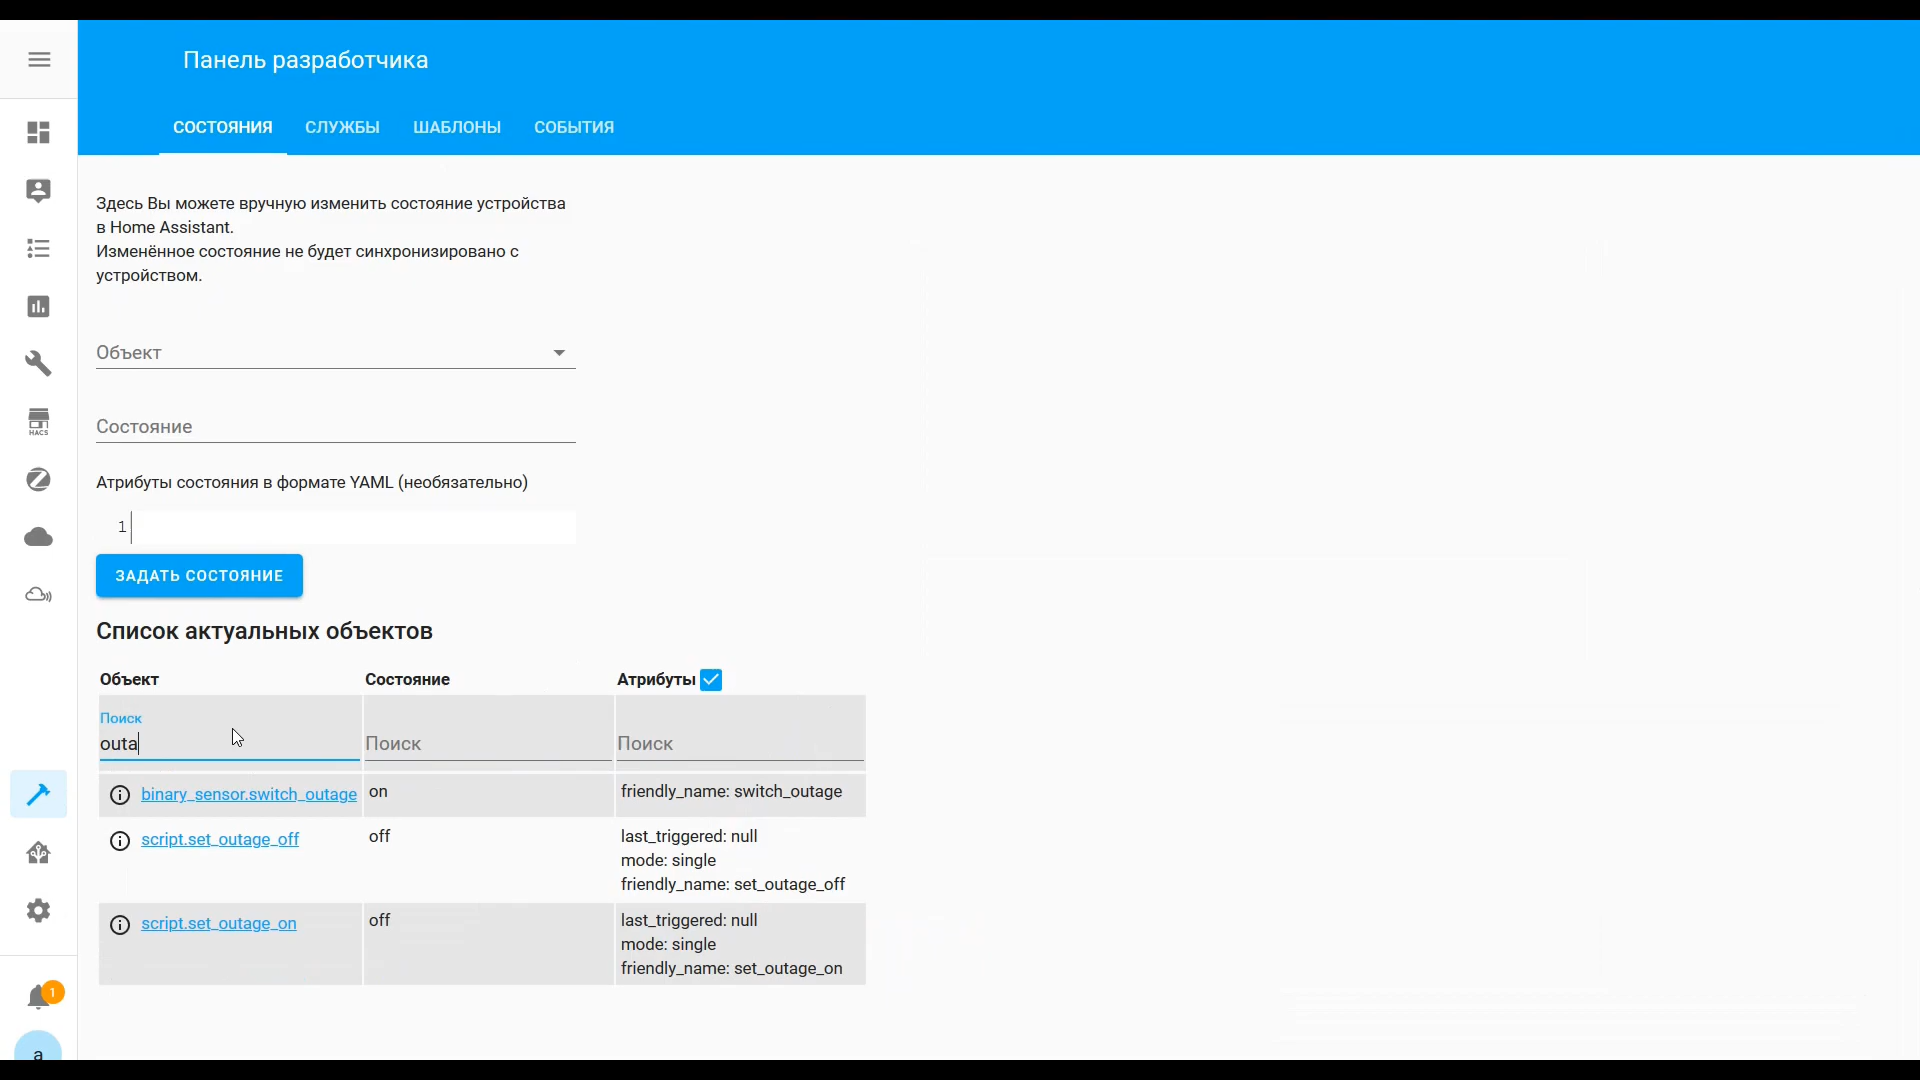 Панель разработчика
СОСТОЯНИЯ СЛУЖБЫ ШАБЛОНЫ СОБЫТИЯ
Здесь Вы можете вручную изменить состояние устройства
в Home Assistant.
Изменённое состояние не будет синхронизировано с
устройством.
Объект
Состояние
Атрибуты состояния в формате YAML (необязательно)
1
ЗАДАТЬ СОСТОЯНИЕ
Список актуальных объектов
Объект Состояние Атрибуты
Поиск
outa Поиск Поиск
binary_sensor.switch_outage on friendly_name: switch_outage
script.set_outage_off off last_triggered: null
mode: single
friendly_name: set_outage_off
script.set_outage_on off last_triggered: null
mode: single
friendly_name: set_outage_on
HACS
1
a